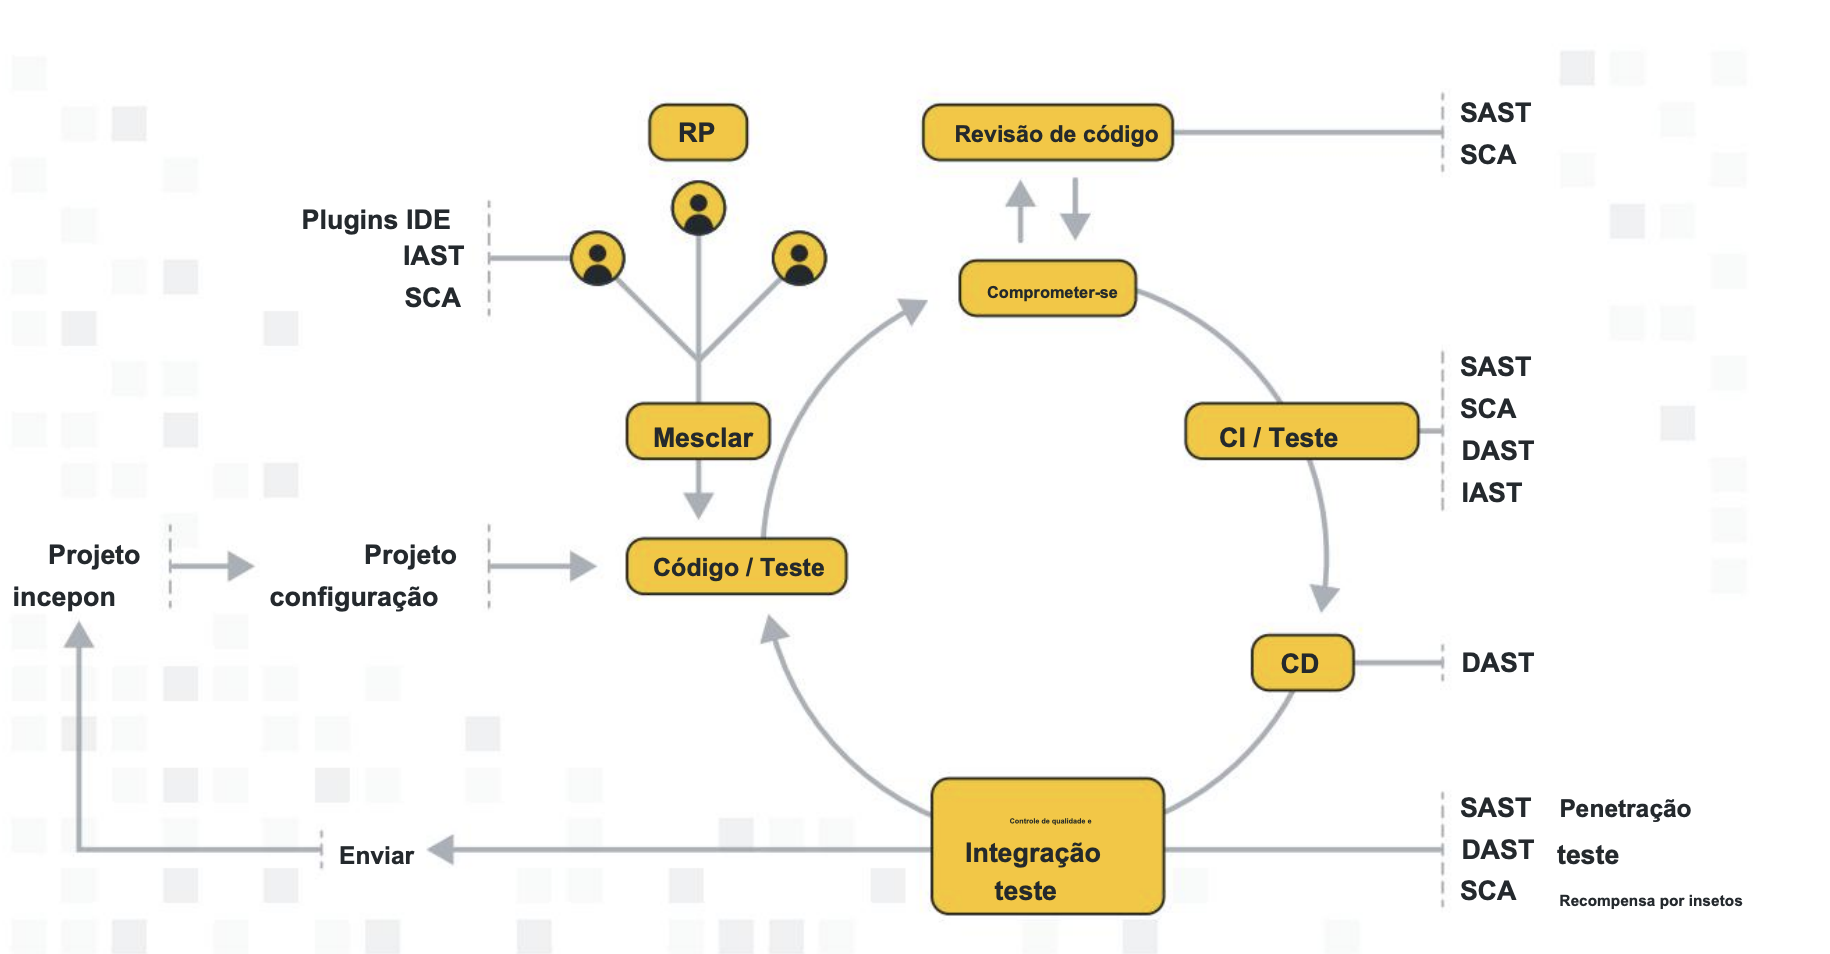 RP
Revisão de código
SAST
SCA
Plugins IDE
IAST
SCA
Comprometer-se
Mesclar
CI / Teste
SAST
SCA
DAST
IAST
Projeto
incepon
Projeto
configuração
Código / Teste
CD
DAST
Controle de qualidade e
Integração
teste
Enviar
SAST
DAST
SCA
Penetração
teste
Recompensa por insetos